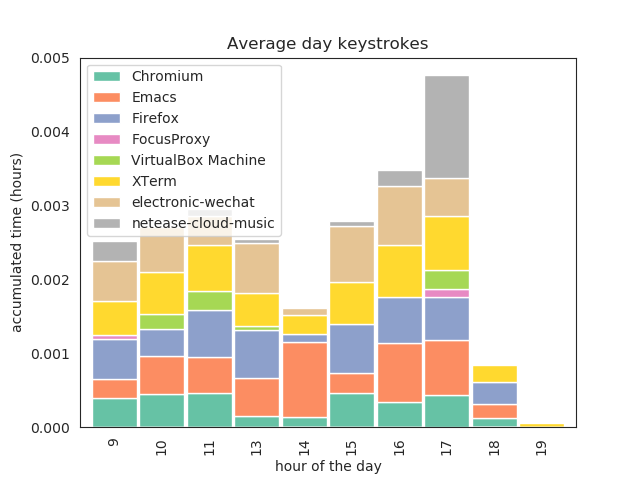 Average day keystrokes
0.005
0.004
0.003
0.002
0.001
0.000
accumulated time (hours)
Chromium
Emacs
Firefox
FocusProxy
VirtualBox Machine
XTerm
electronic-wechat
netease-cloud-music
9
10
11
13
14
15
16
17
18
19
hour of the day